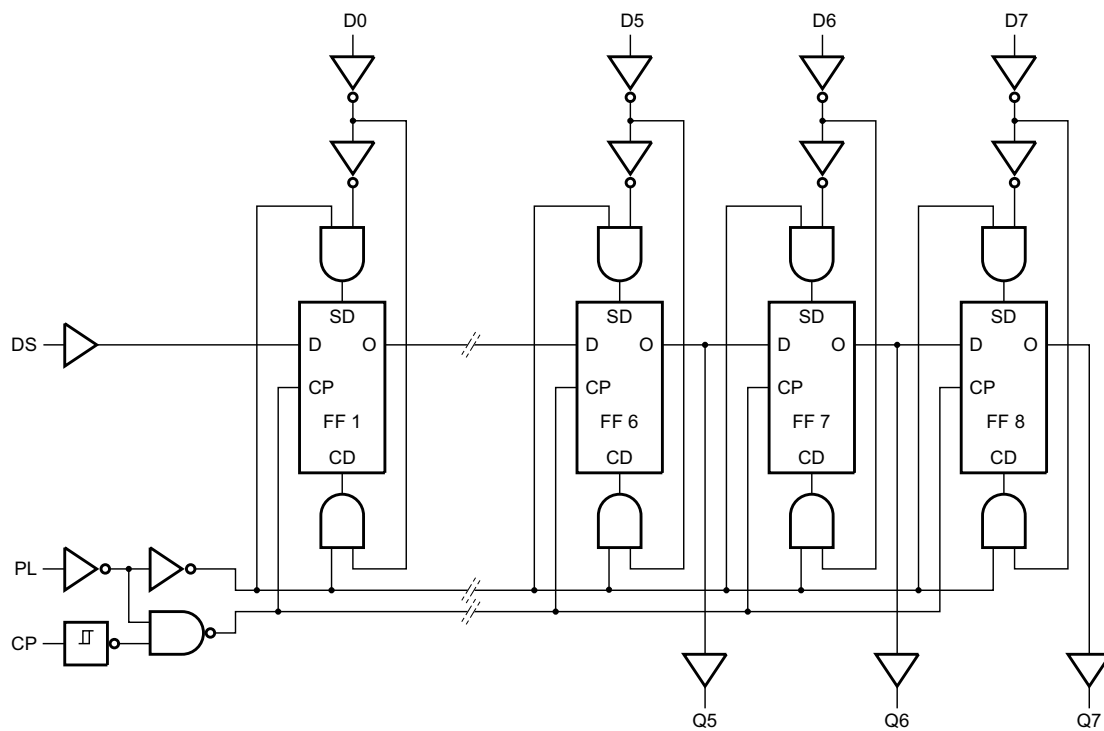 D0 D5 D6 D7
SD SD SD SD
DS D O D O D O D O
CP CP CP CP
FF 1 FF 6 FF 7 FF 8
CD CD CD CD
PL
CP
Q5 Q6 Q7